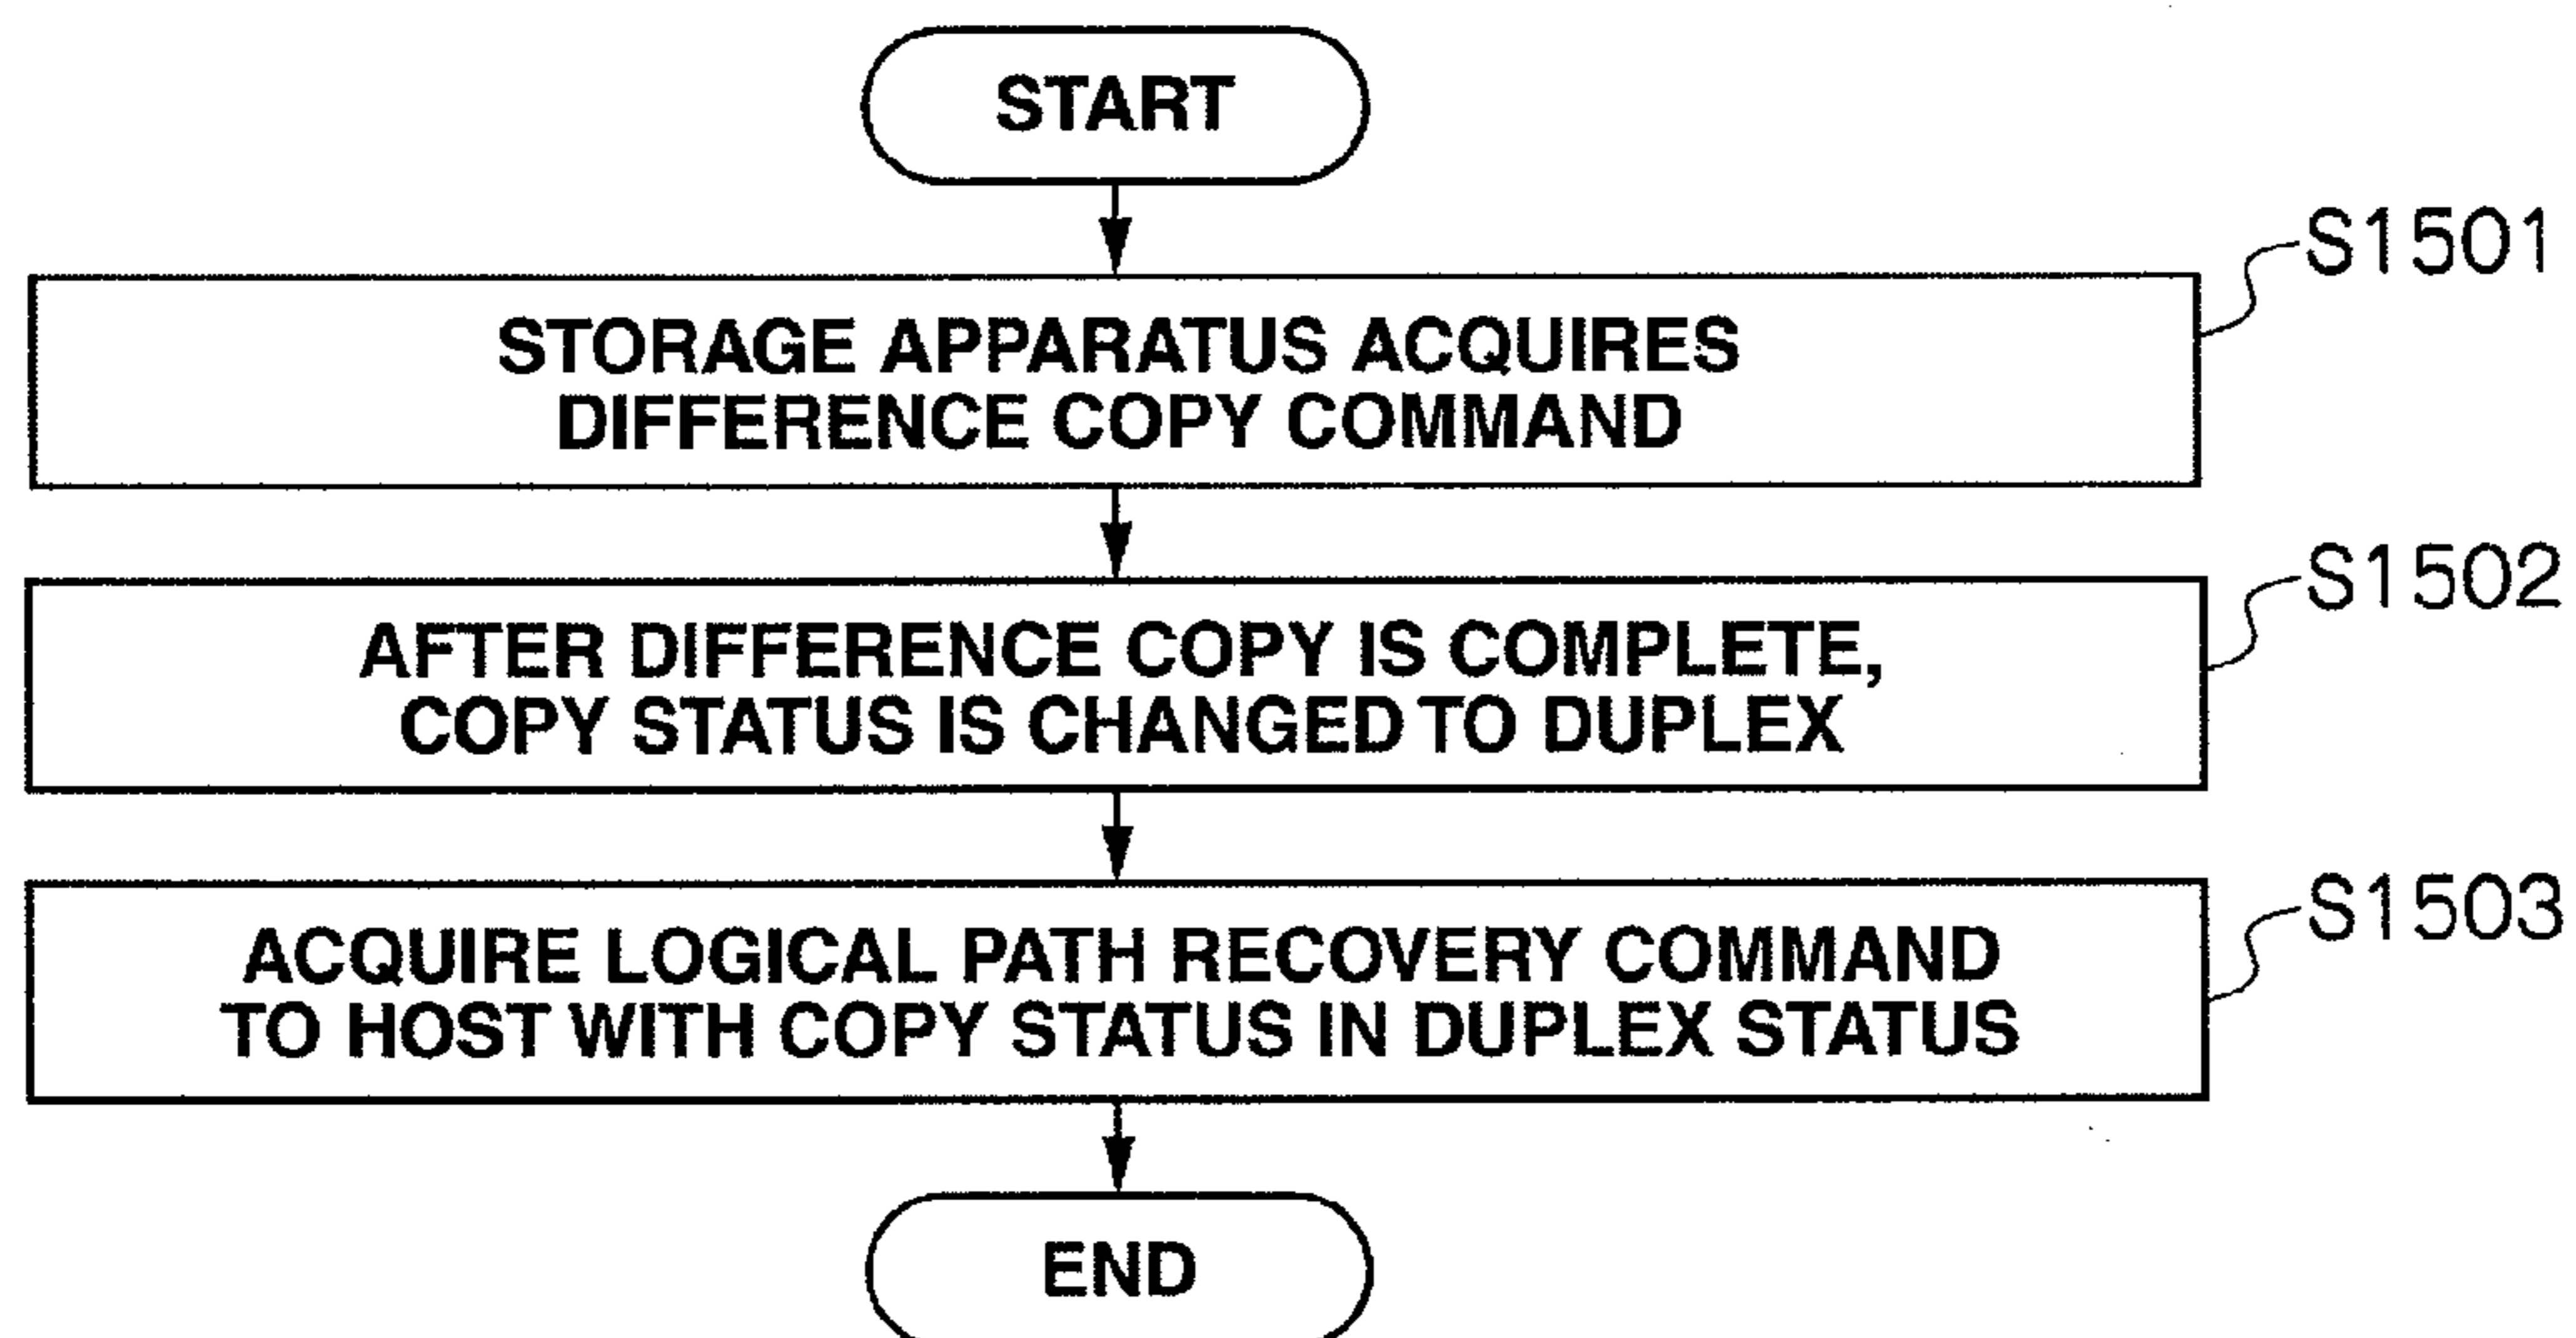 START
S1501
STORAGE APPARATUS ACQUIRES
DIFFERENCE COPY COMMAND
S1502
AFTER DIFFERENCE COPY IS COMPLETE,
COPY STATUS IS CHANGED TO DUPLEX
S1503
ACQUIRE LOGICAL PATH RECOVERY COMMAND
TO HOST WITH COPY STATUS IN DUPLEX STATUS
END